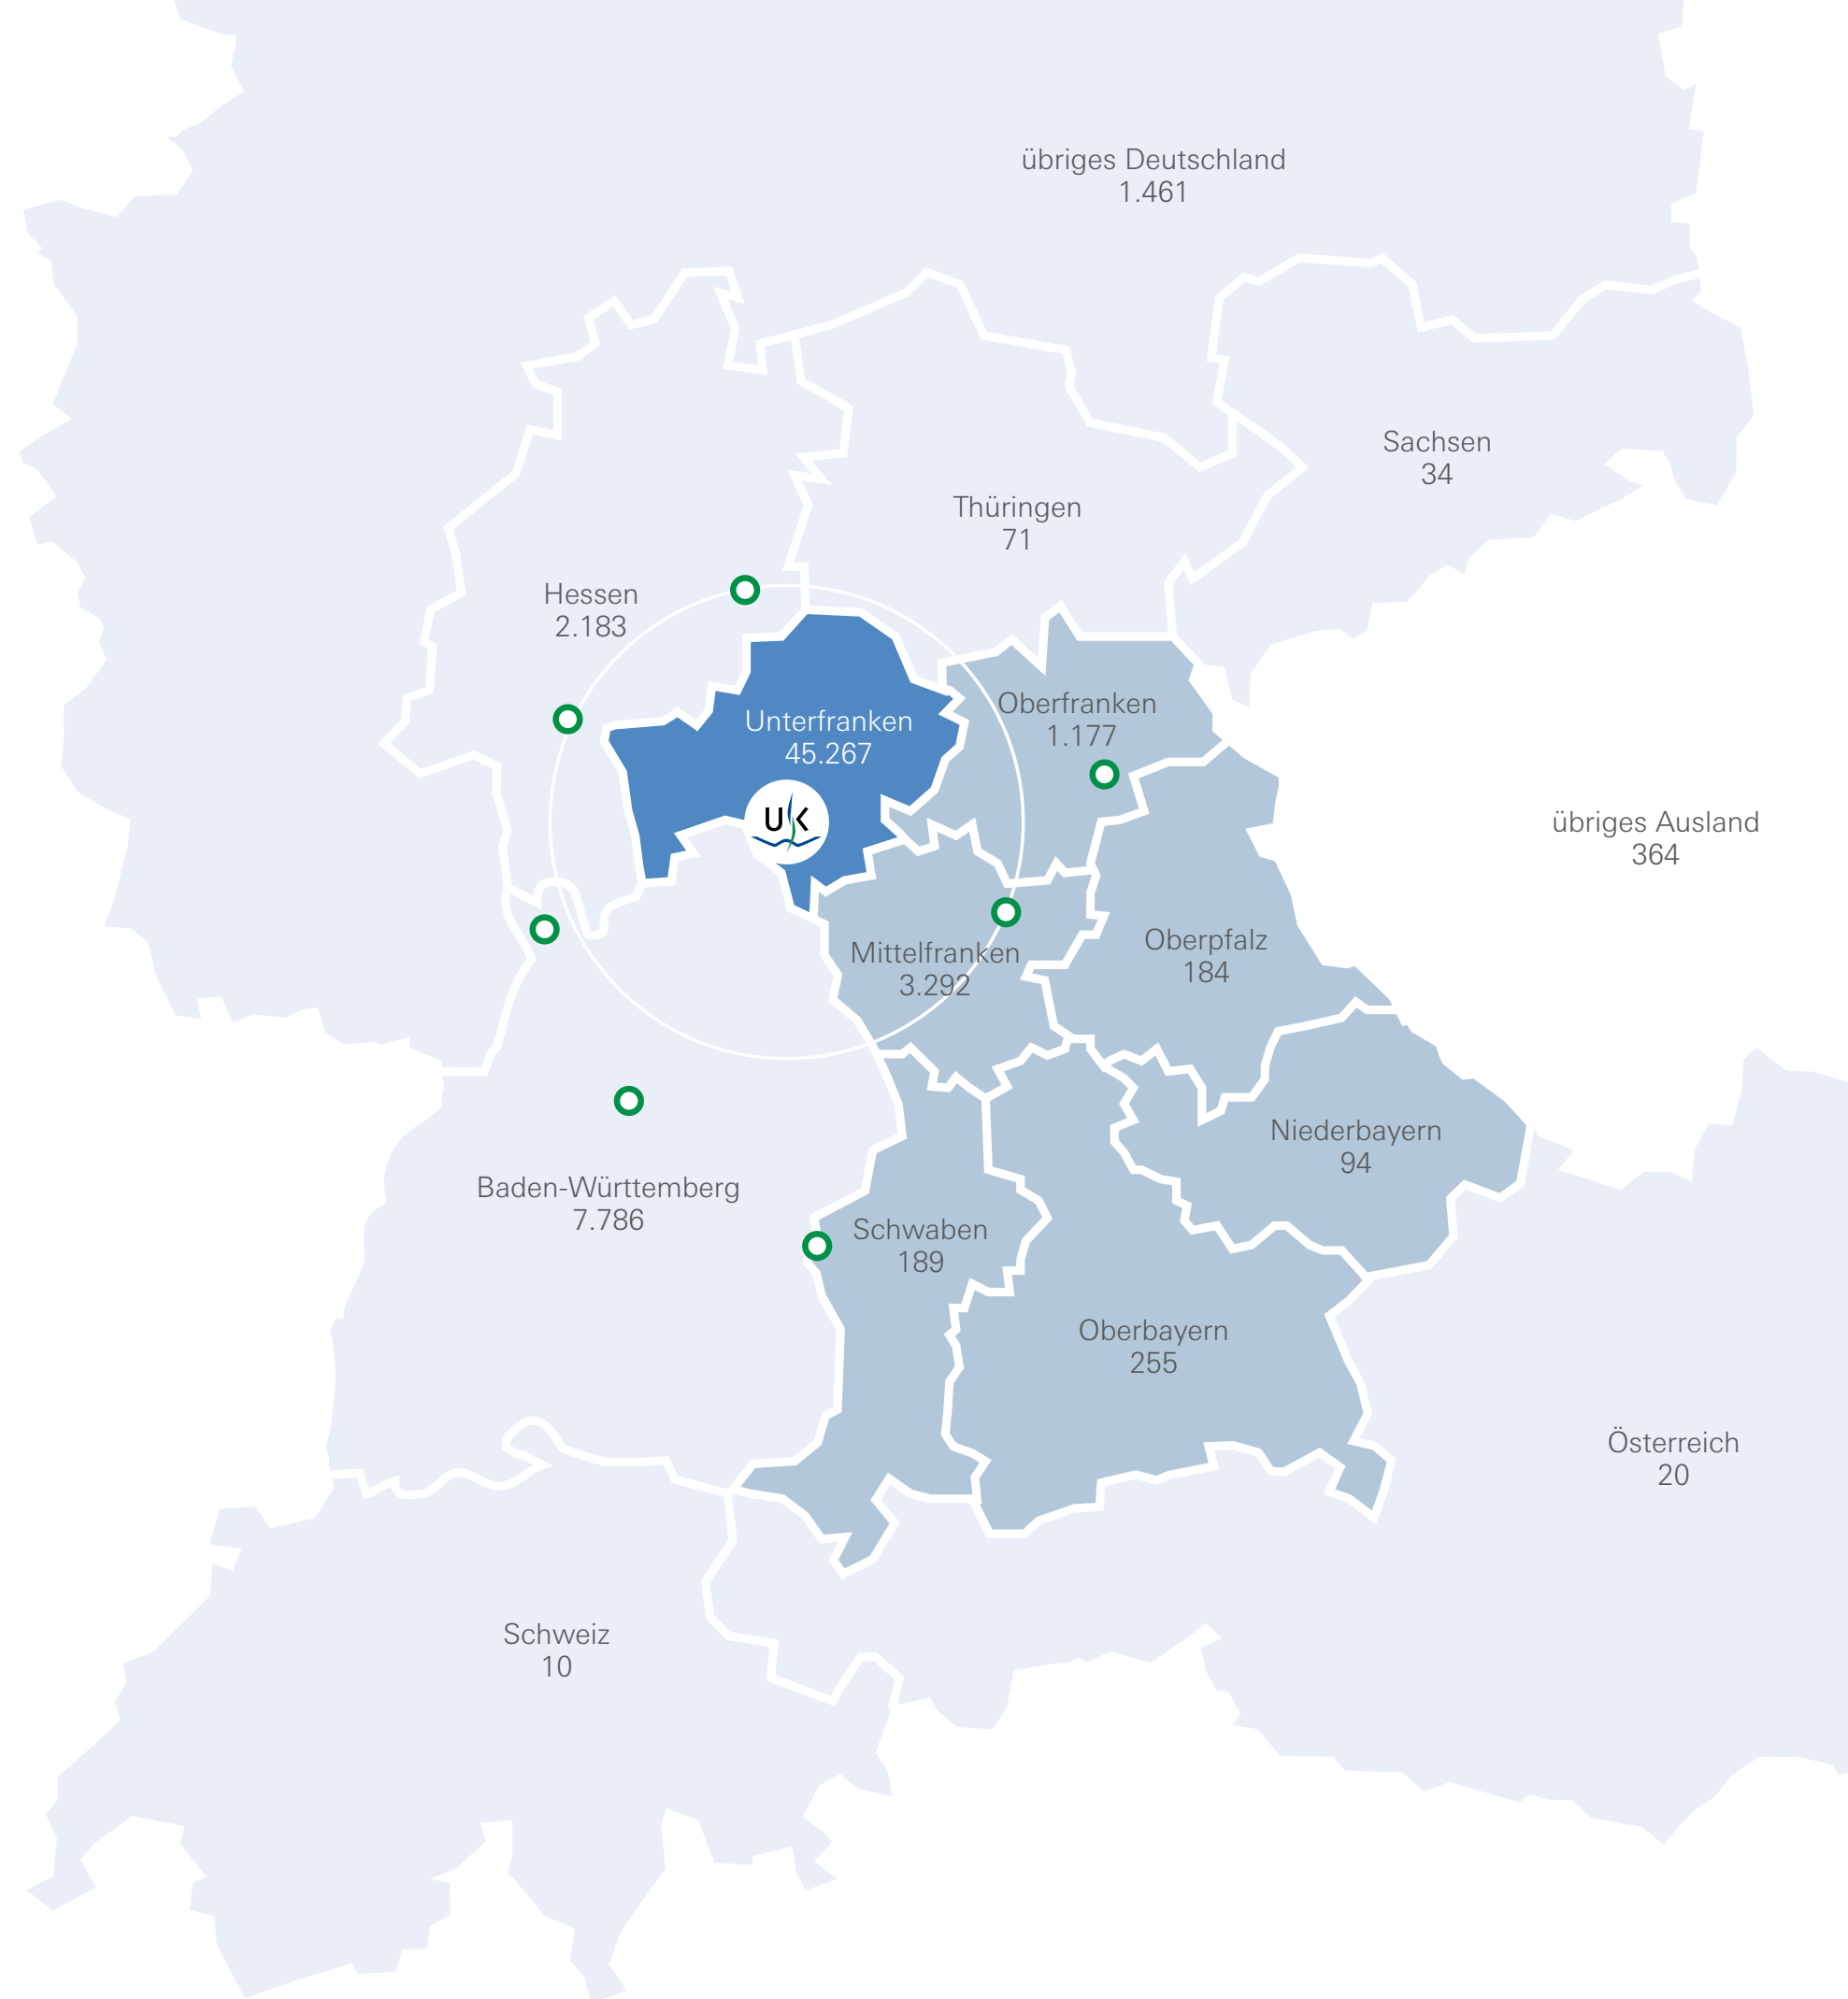 übriges Deutschland
1.461
Sachsen
34
Thüringen
71
Hessen
2.183
Oberfranken
1.177
Unterfranken
45.267
UK
übriges Ausland
364
Oberpfalz
184
Mittelfranken
3.292
Niederbayern
94
Baden-Württemberg
7.786
Schwaben
189
Oberbayern
255
Österreich
20
Schweiz
10